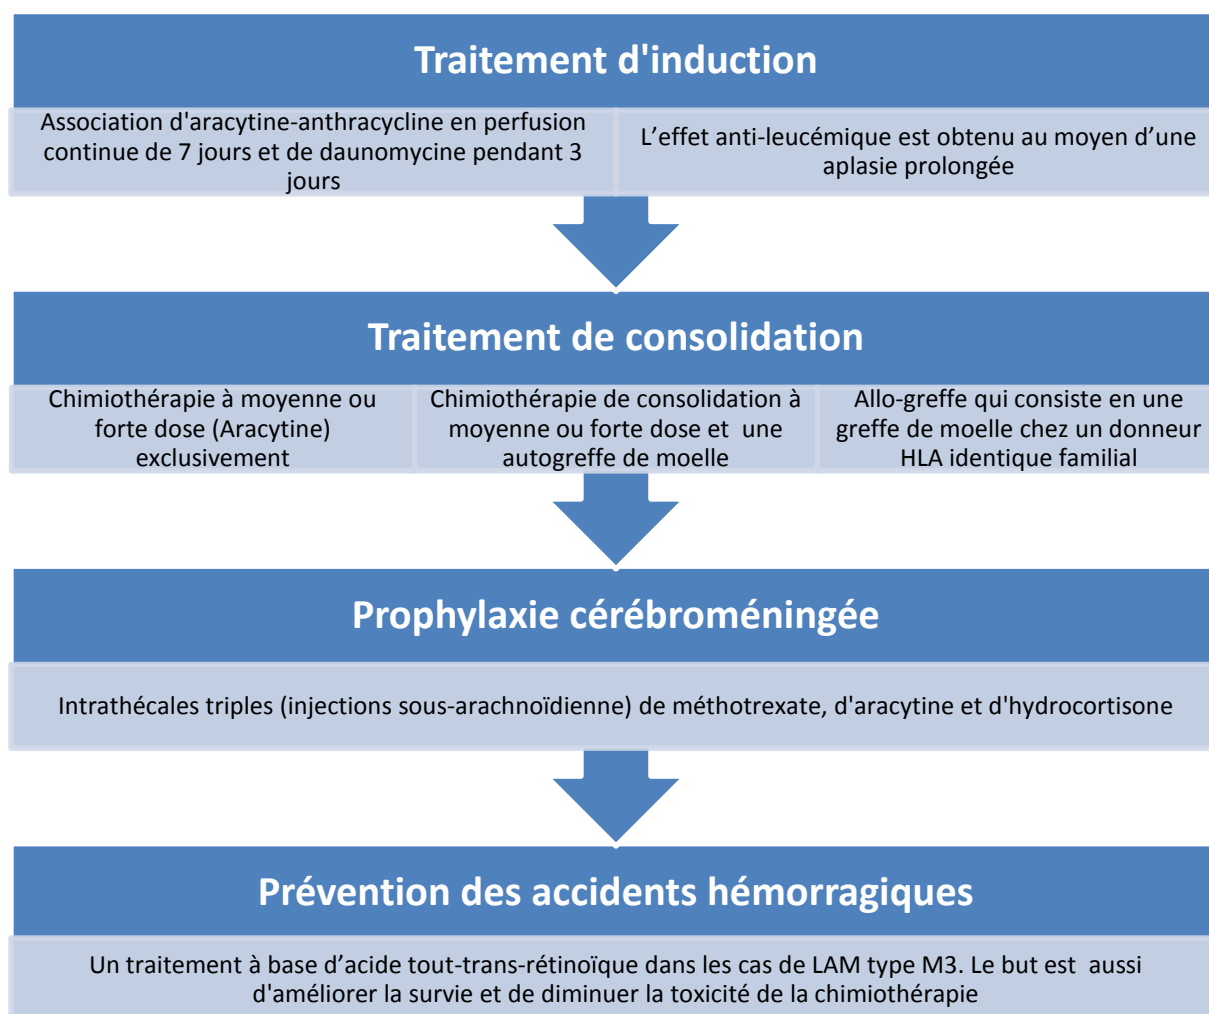 Traitement d'induction
Association d'aracytine-anthracycline en perfusion
continue de 7 jours et de daunomycine pendant 3
jours
L’effet anti-leucémique est obtenu au moyen d’une
aplasie prolongée
Traitement de consolidation
Chimiothérapie à moyenne ou
forte dose (Aracytine)
exclusivement
Chimiothérapie de consolidation à
moyenne ou forte dose et une
autogreffe de moelle
Allo-greffe qui consiste en une
greffe de moelle chez un donneur
HLA identique familial
Prophylaxie cérébroméningée
Intrathécales triples (injections sous-arachnoïdienne) de méthotrexate, d'aracytine et d'hydrocortisone
Prévention des accidents hémorragiques
Un traitement à base d’acide tout-trans-rétinoïque dans les cas de LAM type M3. Le but est aussi
d'améliorer la survie et de diminuer la toxicité de la chimiothérapie